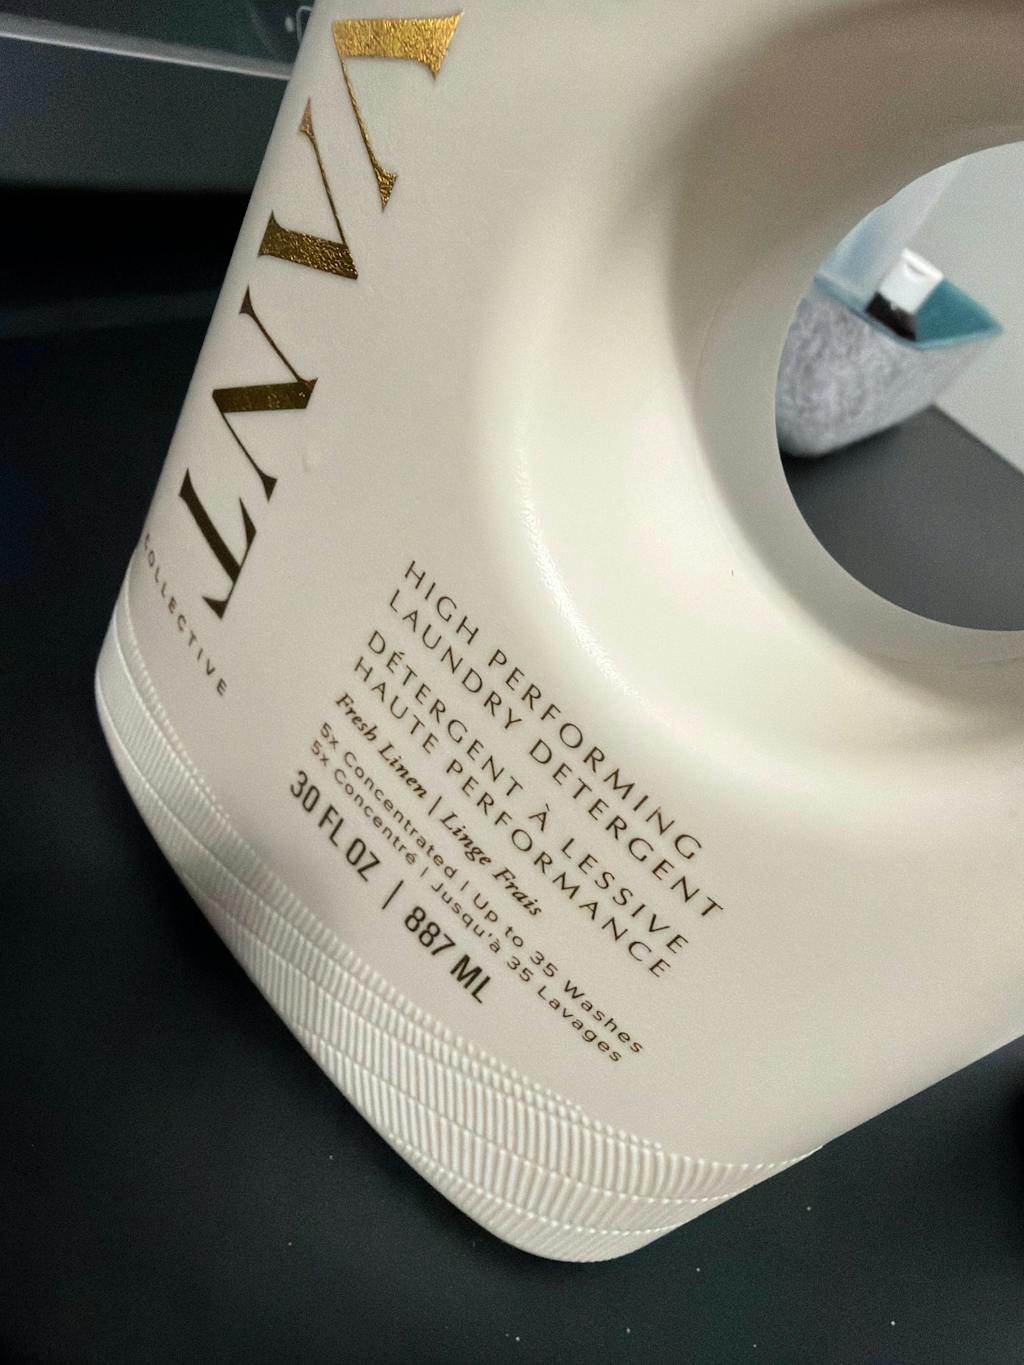 ENVA
COLLECTIVE
HIGH PERFORMING
LAUNDRY DETERGENT
DÉTERGENT À LESSIVE
HAUTE PERFORMANCE
Fresh Linen | Linge Frais
5x Concentrated | Up to 35 Washes
5x Concentré | Jusqu'à 35 Lavages
30 FL OZ | 887 ML